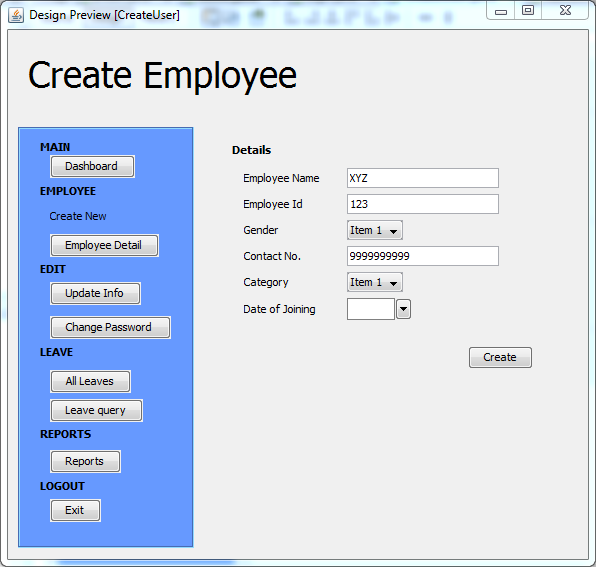 Design Preview [CreateUser]
Create Employee
MAIN
Dashboard
EMPLOYEE
Create New
Employee Detail
EDIT
Update Info
Change Password
LEAVE
All Leaves
Leave query
REPORTS
Reports
LOGOUT
Exit
Details
Employee Name XYZ
Employee Id 123
Gender Item 1
Contact No. 9999999999
Category Item 1
Date of Joining
Create